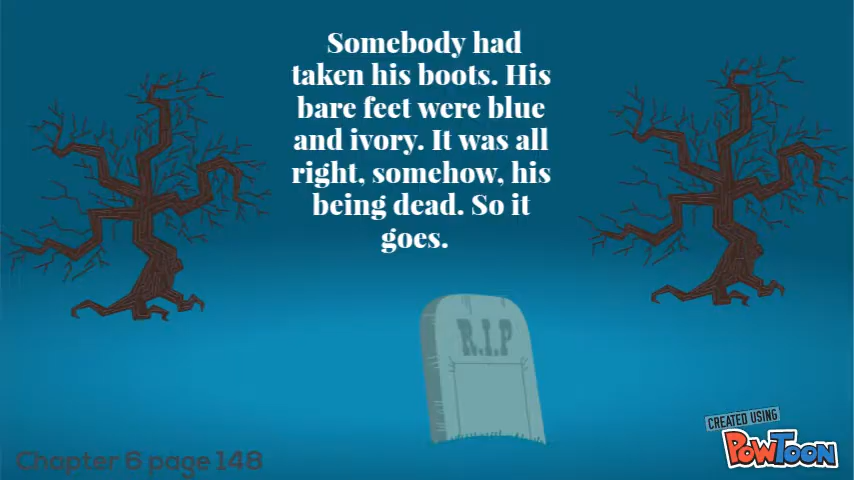 Somebody had
taken his boots. His
bare feet were blue
and ivory. It was all
right, somehow, his
being dead. So it
goes.
R.I.P
CREATED USING
POWTOON
Chapter 6 page 148